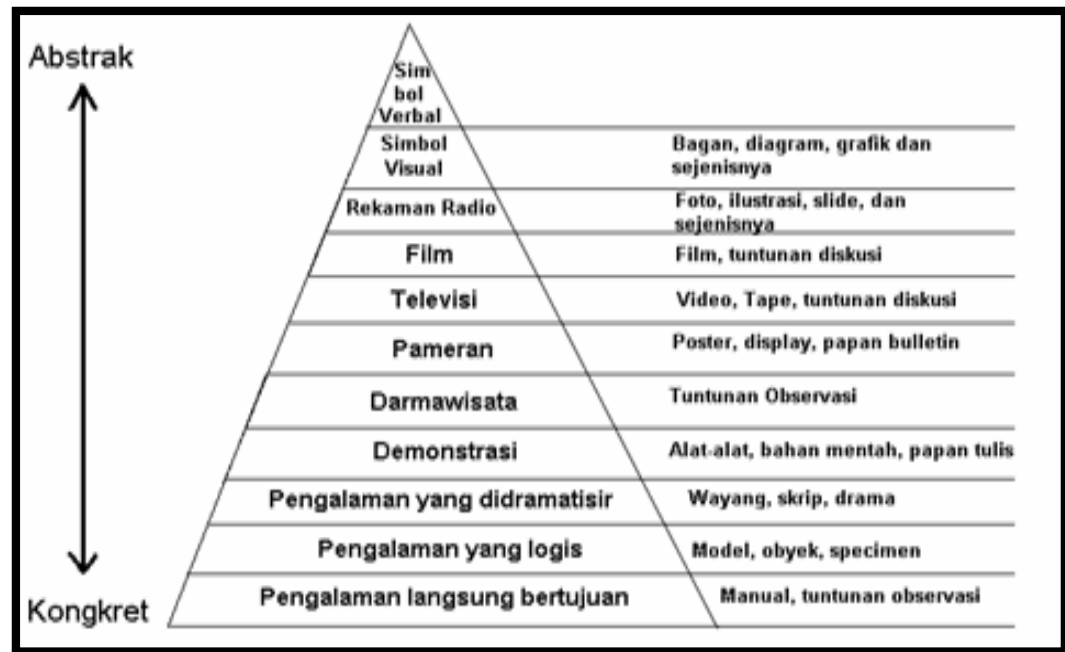 Abstrak
Sim
bol
Verbal
Simbol
Visual
Bagan, diagram, grafik dan
sejenisnya
Rekaman Radio
Foto, ilustrasi, slide, dan
sejenisnya
Film
Film, tuntunan diskusi
Televisi
Video, Tape, tuntunan diskusi
Pameran
Poster, display, papan bulletin
Darmawisata
Tuntunan Observasi
Demonstrasi
Alat-alat, bahan mentah, papan tulis
Pengalaman yang didramatisir
Wayang, skrip, drama
Pengalaman yang logis
Model, obyek, specimen
Pengalaman langsung bertujuan
Manual, tuntunan observasi
Kongkret